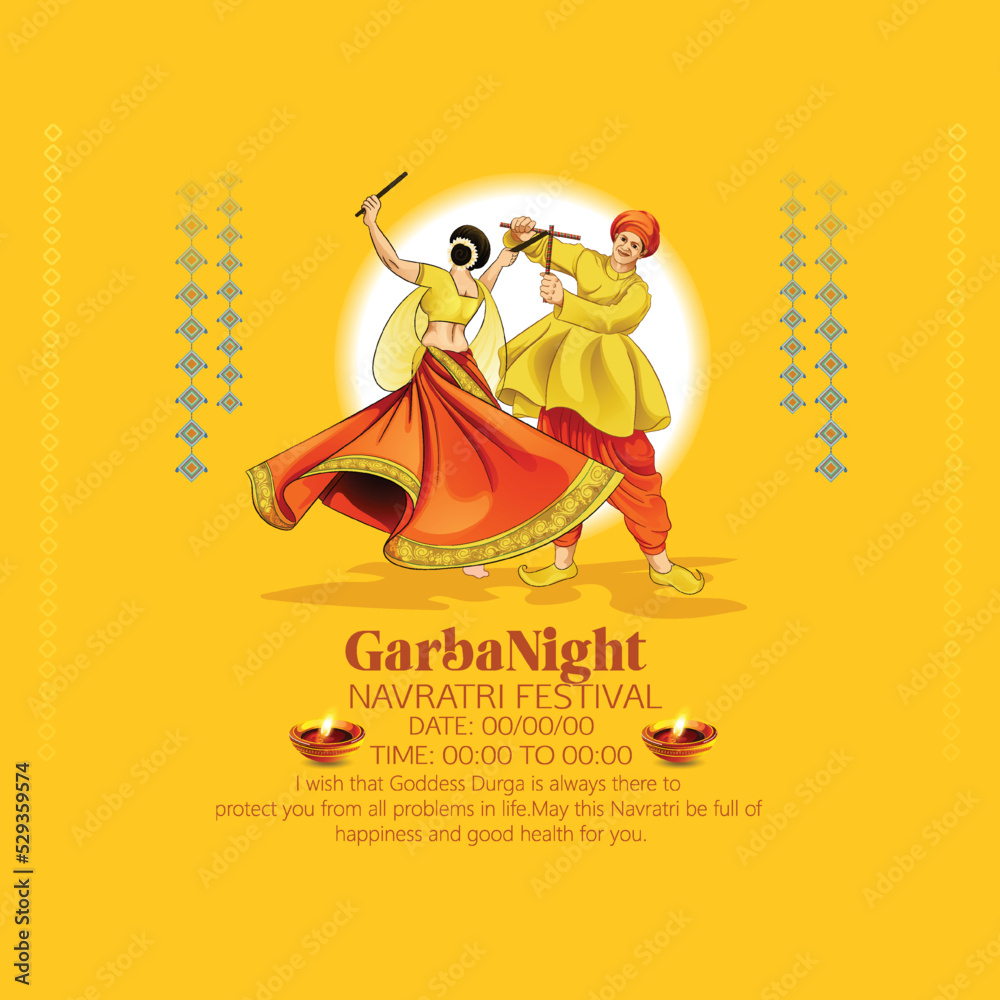 GarbaNight
NAVRATRI FESTIVAL
DATE: 00/00/00
TIME: 00:00 TO 00:00
I wish that Goddess Durga is always there to
protect you from all problems in life.May this Navratri be full of
happiness and good health for you.
Adobe Stock | #529359574